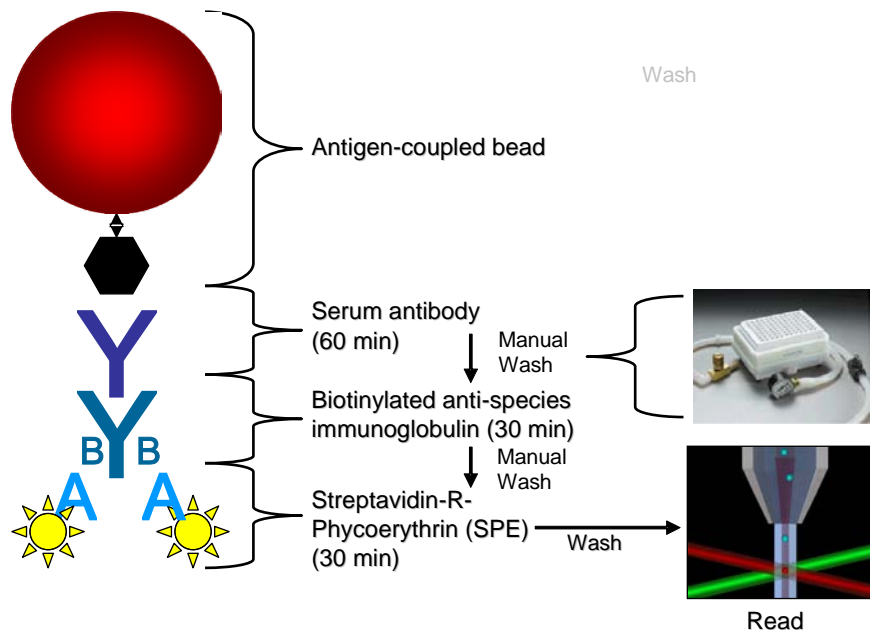 Wash
Antigen-coupled bead
Serum antibody
(60 min)
Manual
Wash
Biotinylated anti-species
immunoglobulin (30 min)
B B
Manual
Wash
A A
Streptavidin-R-
Phycoerythrin (SPE)
(30 min)
Wash
Read